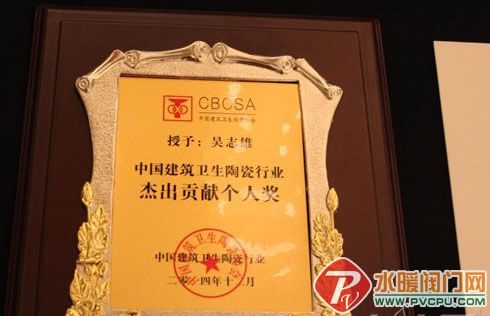 CBCSA
中国建筑卫生陶瓷协会
授予：吴志雄
中国建筑卫生陶瓷行业
杰出贡献个人奖
中国建筑卫生陶瓷行业
二〇一四年十二月
水暖阀门网
WWW.PVCPU.COM